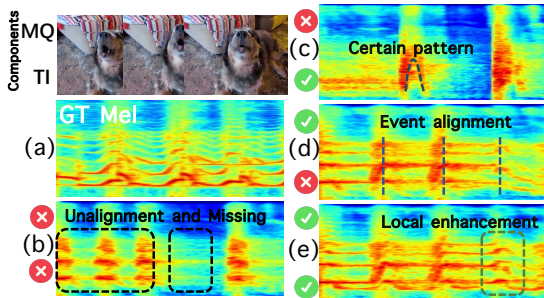 Components
MQ
TI
GT Mel
(a)
Unalignment and Missing
(b)
(c)
Certain pattern
Event alignment
(d)
Local enhancement
(e)